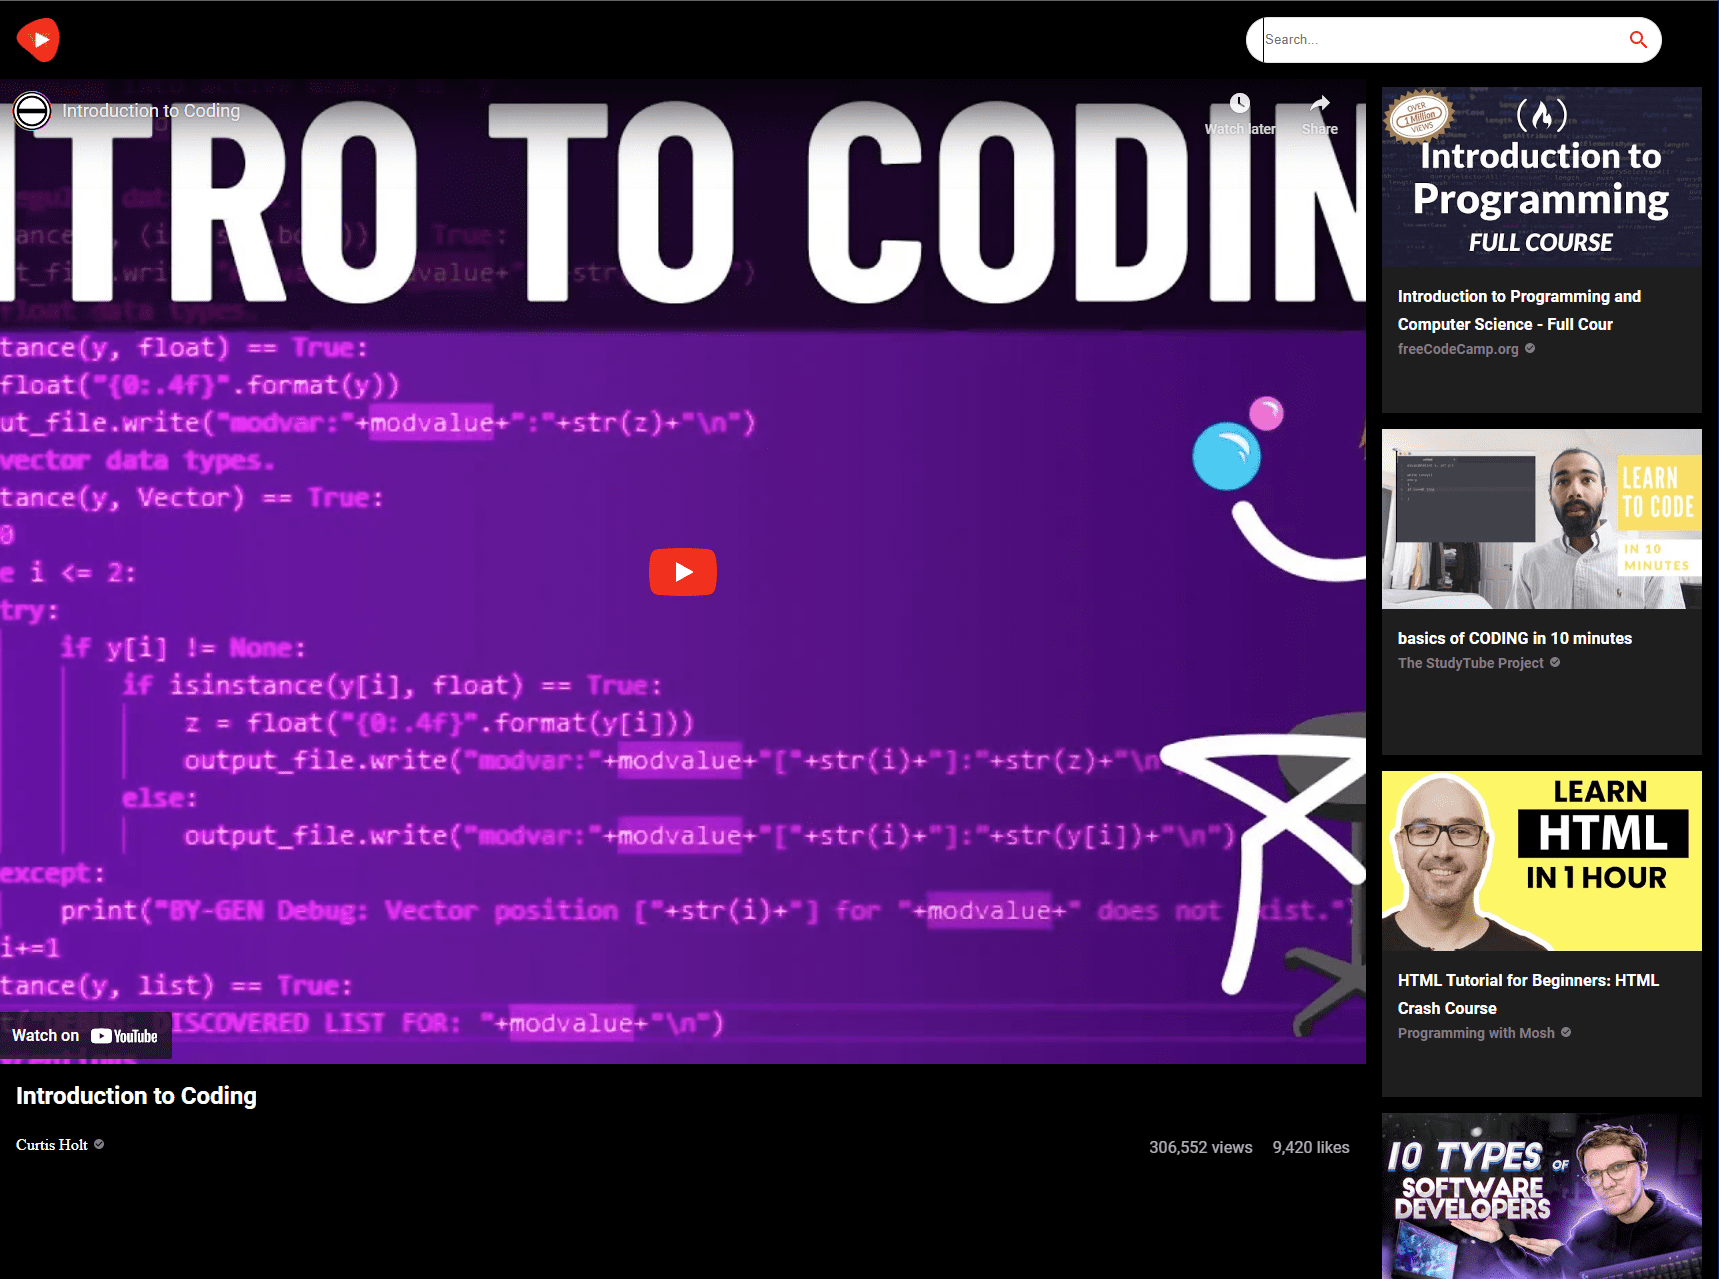 Search...
Introduction to Coding
Watch later
Share
TRO TO CODIN
tance(y, float) == True:
float("{0:.4f}".format(y))
ut_file.write("modvar:"+modvalue+":"+str(z)+"\n")
vector data types.
tance(y, Vector) == True:
0
e i <= 2:
try:
if y[i] != None:
if isinstance(y[i], float) == True:
z = float("{0:.4f}".format(y[i]))
output_file.write("modvar:"+modvalue+"["+str(i)+"]:"+str(z)+"\n
else:
output_file.write("modvar:"+modvalue+"["+str(i)+"]:"+str(y[i])+"\n")
except:
print("BY-GEN Debug: Vector position ["+str(i)+"] for "+modvalue+" does not xist."
i+=1
tance(y, list) == True:
ISCOVERED LIST FOR: "+modvalue+"\n")
Watch on YouTube
Introduction to Coding
Curtis Holt
306,552 views 9,420 likes
OVER
1 Million
VIEWS
Introduction to
Programming
FULL COURSE
Introduction to Programming and
Computer Science - Full Cour
freeCodeCamp.org
LEARN
TO CODE
IN 10
MINUTES
basics of CODING in 10 minutes
The StudyTube Project
LEARN
HTML
IN 1 HOUR
HTML Tutorial for Beginners: HTML
Crash Course
Programming with Mosh
10 TYPES OF
SOFTWARE
DEVELOPERS